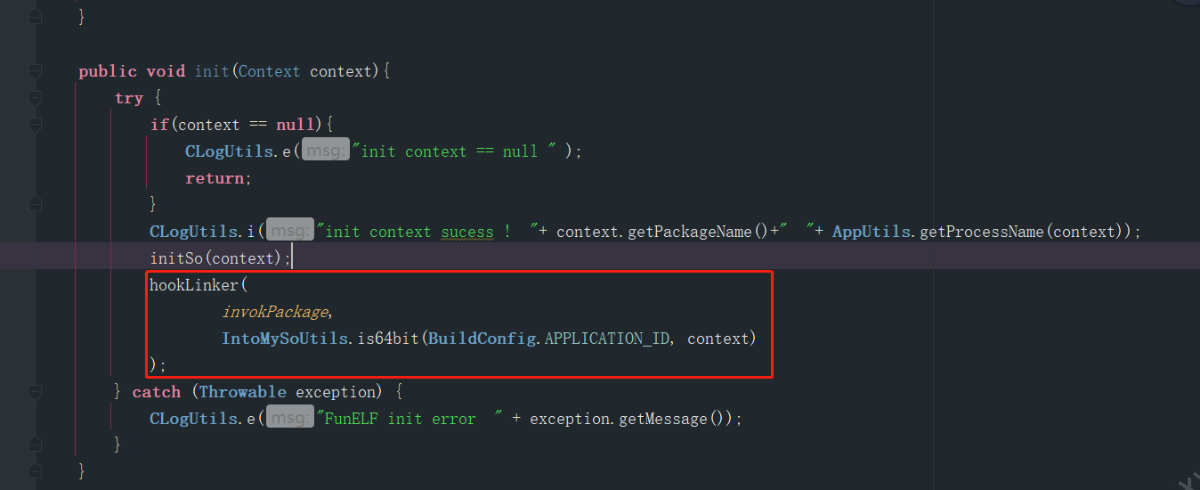 }
public void init(Context context){
try {
if(context == null){
CLogUtils.e( msg: "init context == null " );
return;
}
CLogUtils.i( msg: "init context sucess !  "+ context.getPackageName()+"  "+ AppUtils.getProcessName(context));
initSo(context);
hookLinker(
invokPackage,
IntoMySoUtils.is64bit(BuildConfig.APPLICATION_ID, context)
);
} catch (Throwable exception) {
CLogUtils.e( msg: "FunELF init error  " + exception.getMessage());
}
}